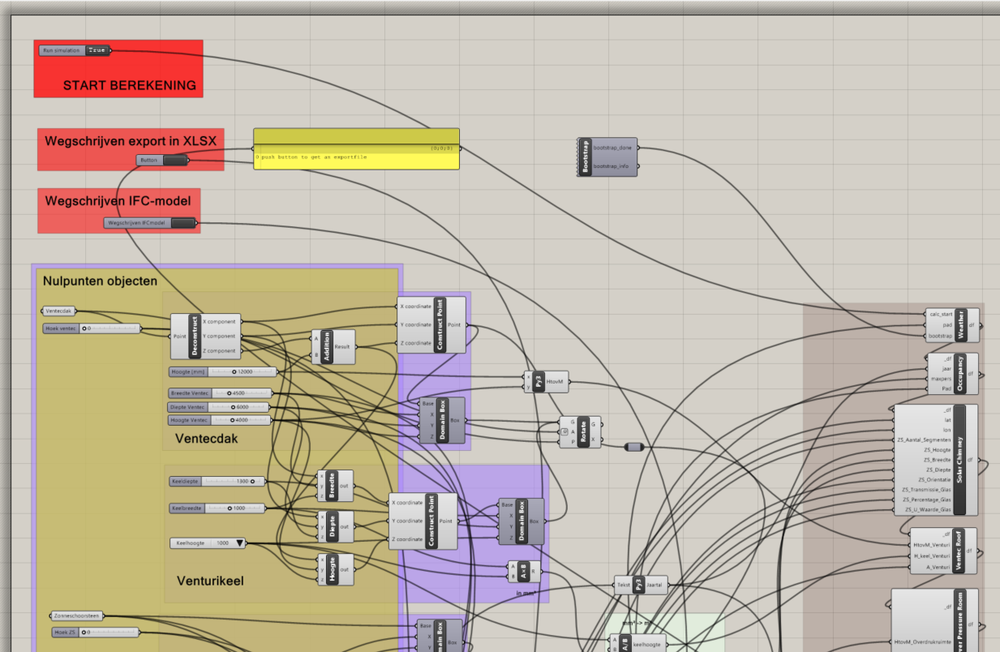 Run simulation True
START BEREKENING
Wegschrijven export in XLSX
Button
{0;0;0}
0 push button to get an exportfile
Bootstrap
bootstrap_done
bootstrap_info
Wegschrijven IFC-model
Wegschrijven IFCmodel
Nulpunten objecten
Ventecdak
Hoek ventec 0
Point
Deconstruct
X component
Y component
Z component
A
B
Addition
Result
X coordinate
Y coordinate
Z coordinate
Construct Point
Point
Hoogte [mm] 12000
Breedte Ventec 4500
Diepte Ventec 6000
Hoogte Ventec 4000
Ventecdak
Base
X
Y
Z
Domain Box
Box
x
y
Py3
HtovM
G
A
P
Rotate
G
X
Keeldiepte 1300
Keelbreedte 1000
Keelhoogte 1000
Venturikeel
x
y
z
Breedte
out
x
y
z
Diepte
out
x
y
z
Hoogte
out
X coordinate
Y coordinate
Z coordinate
Construct Point
Point
Base
X
Y
Z
Domain Box
Box
A
B
A×B
R
in mm²
Tekst
Py3
Jaartal
mm² -> m²
A
B
A/B
keelhoogte
Zonneschoorsteen
Hoek ZS 0
Base
X
Y
Box
calc_start
pad
bootstrap
Weather
df
_df
jaar
maxpers
Pad
Occupancy
df
_df
lat
lon
ZS_Aantal_Segmenten
ZS_Hoogte
ZS_Breedte
ZS_Diepte
ZS_Orientatie
ZS_Transmissie_Glas
ZS_Percentage_Glas
ZS_U_Waarde_Glas
Solar Chimney
df
_df
HtovM_Venturi
H_keel_Venturi
A_Venturi
Ventec Roof
df
_df
HtovM_Overdrukruimte
Pressure Room
df